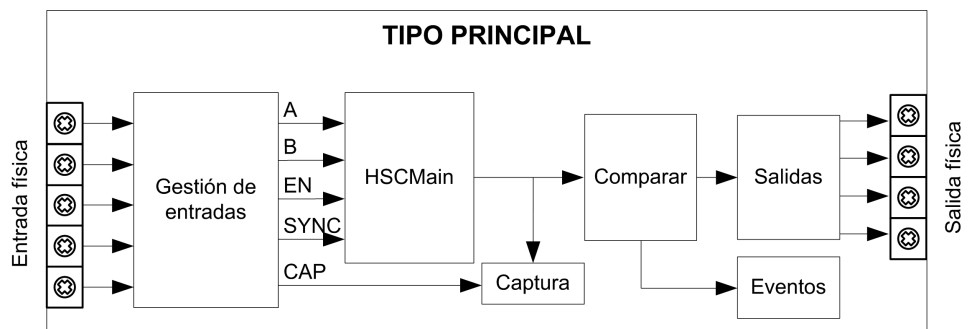 TIPO PRINCIPAL
Entrada física
Gestión de
entradas
A
B
EN
SYNC
CAP
HSCMain
Captura
Comparar
Salidas
Eventos
Salida física